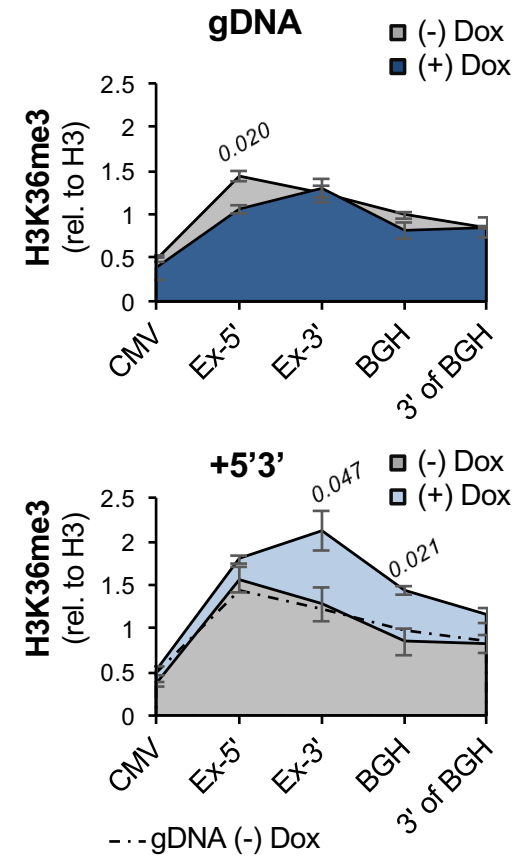 gDNA
(-) Dox
(+) Dox
H3K36me3
(rel. to H3)
2.5
2
1.5
1
0.5
0
0.020
CMV
Ex-5'
Ex-3'
BGH
3' of BGH
+5’3’
(-) Dox
(+) Dox
H3K36me3
(rel. to H3)
2.5
2
1.5
1
0.5
0
0.047
0.021
CMV
Ex-5'
Ex-3'
BGH
3' of BGH
gDNA (-) Dox